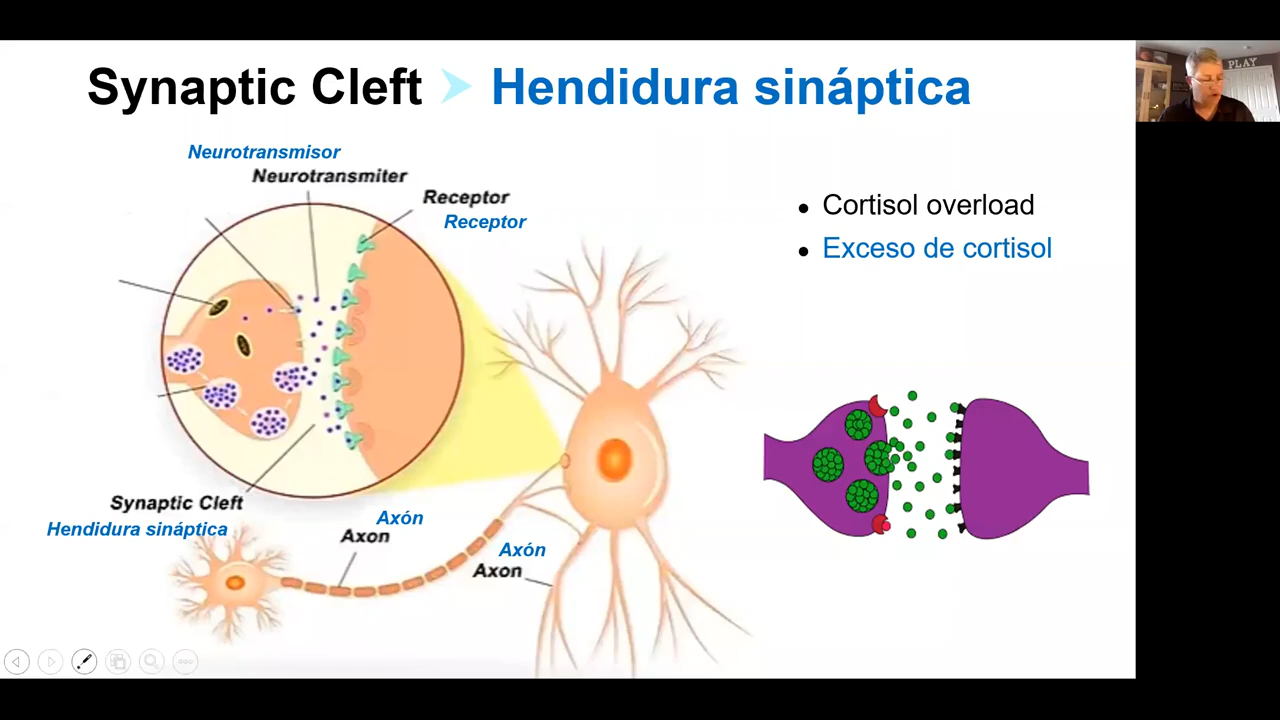 Synaptic Cleft Hendidura sináptica
PLAY
Neurotransmisor
Neurotransmiter
Receptor
Receptor
• Cortisol overload
• Exceso de cortisol
Synaptic Cleft
Hendidura sináptica
Axón
Axon
Axón
Axon